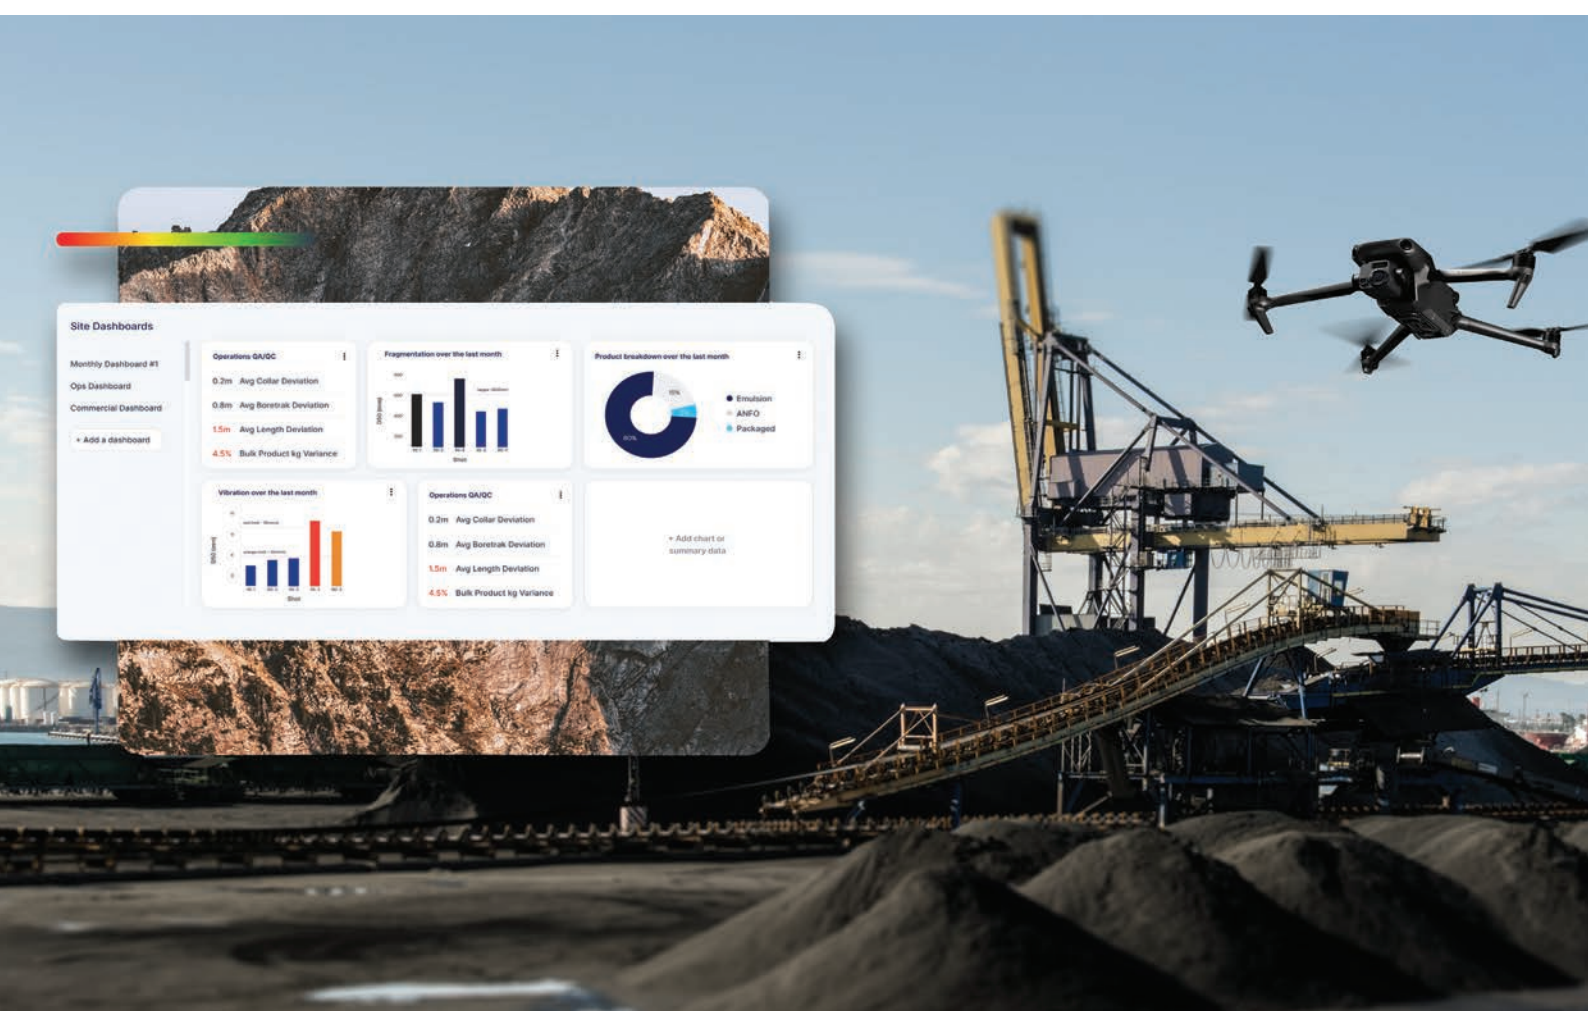 Site Dashboards
Monthly Dashboard #1
Ops Dashboard
Commercial Dashboard
+ Add a dashboard
Operations QA/QC
0.2m Avg Collar Deviation
0.8m Avg Boretrak Deviation
1.5m Avg Length Deviation
4.5% Bulk Product kg Variance
Fragmentation over the last month
Shot
Product breakdown over the last month
Emulsion
ANFO
Packaged
Vibration over the last month
Shot
Operations QA/QC
0.2m Avg Collar Deviation
0.8m Avg Boretrak Deviation
1.5m Avg Length Deviation
4.5% Bulk Product kg Variance
+ Add chart or
summary data